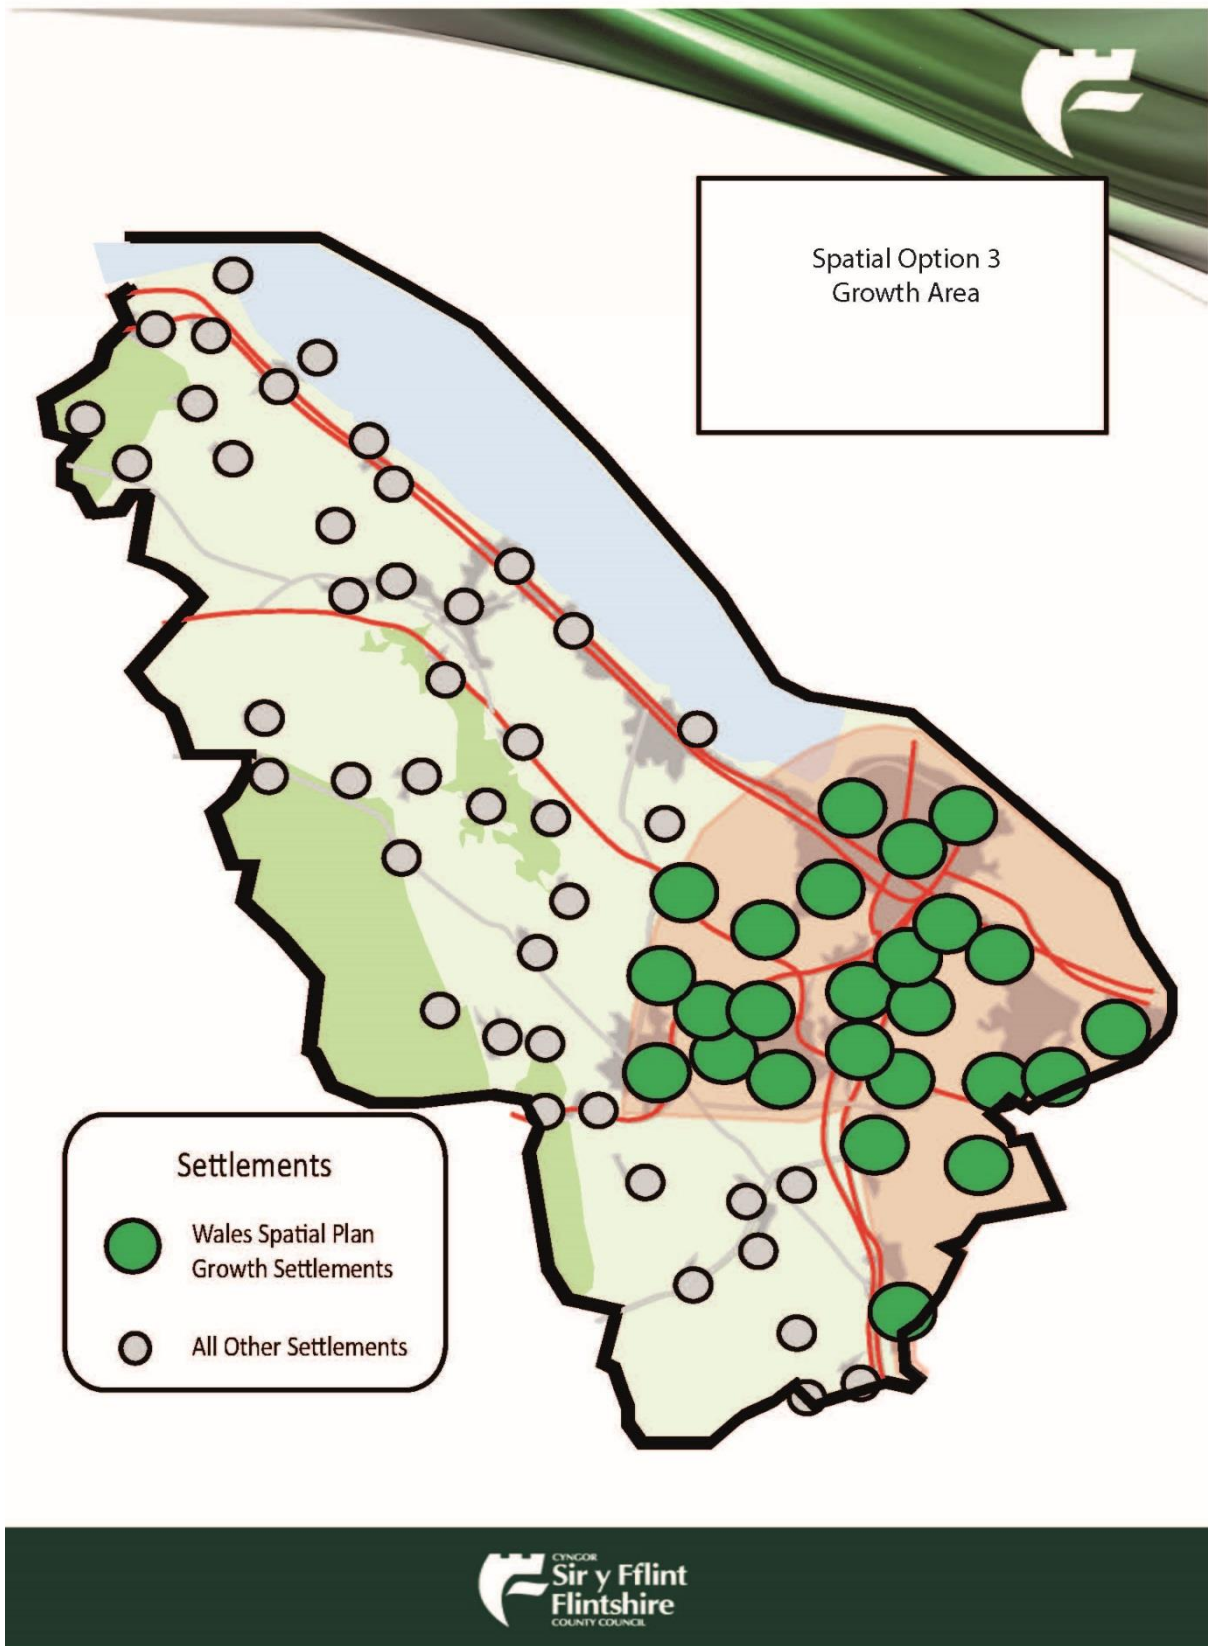 Spatial Option 3
Growth Area
Settlements
Wales Spatial Plan
Growth Settlements
All Other Settlements
CYNGOR
Sir y Fflint
Flintshire
COUNTY COUNCIL